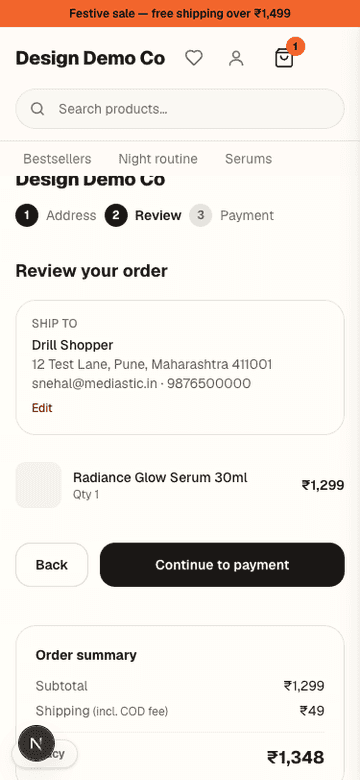 Festive sale — free shipping over ₹1,499
Design Demo Co
1
Search products...
Bestsellers Night routine Serums
Design Demo Co
1 Address 2 Review 3 Payment
Review your order
SHIP TO
Drill Shopper
12 Test Lane, Pune, Maharashtra 411001
snehal@mediastic.in · 9876500000
Edit
Radiance Glow Serum 30ml
₹1,299
Qty 1
Back Continue to payment
Order summary
Subtotal ₹1,299
Shipping (incl. COD fee) ₹49
N
₹1,348